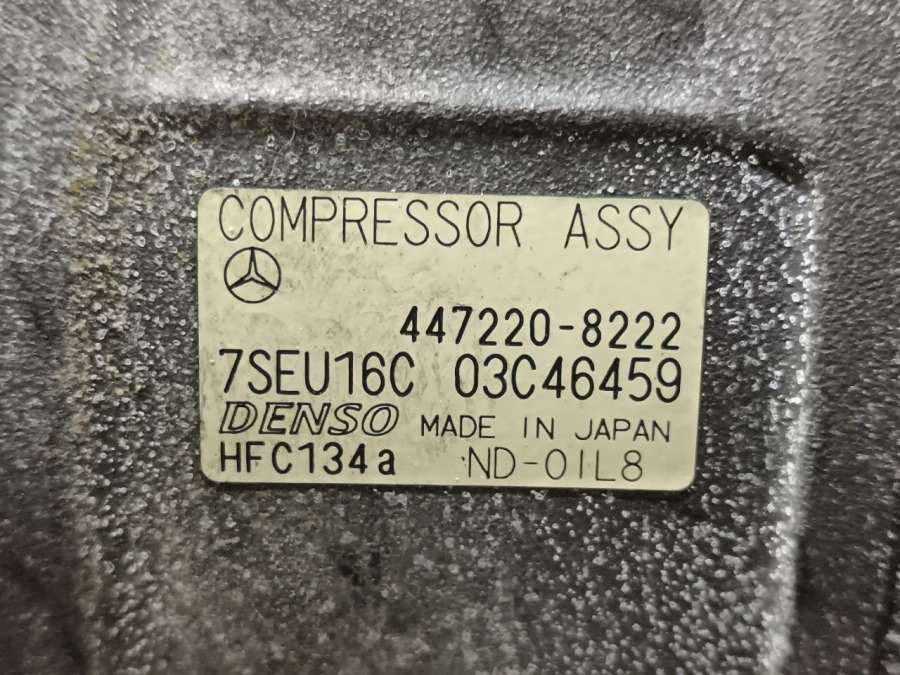 COMPRESSOR ASSY
447220-8222
7SEU16C 03C46459
DENSO MADE IN JAPAN
HFC134a ND-OIL8